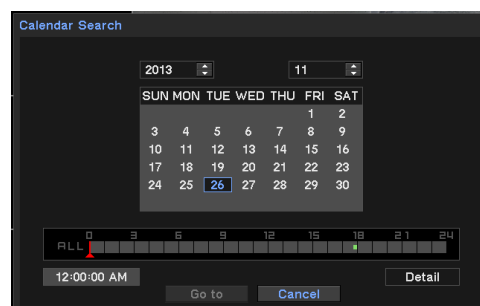 Calendar Search
2013 11
SUN MON TUE WED THU FRI SAT
1 2
3 4 5 6 7 8 9
10 11 12 13 14 15 16
17 18 19 20 21 22 23
24 25 26 27 28 29 30
0 3 6 9 12 15 18 21 24
ALL
12:00:00 AM Detail
Go to Cancel